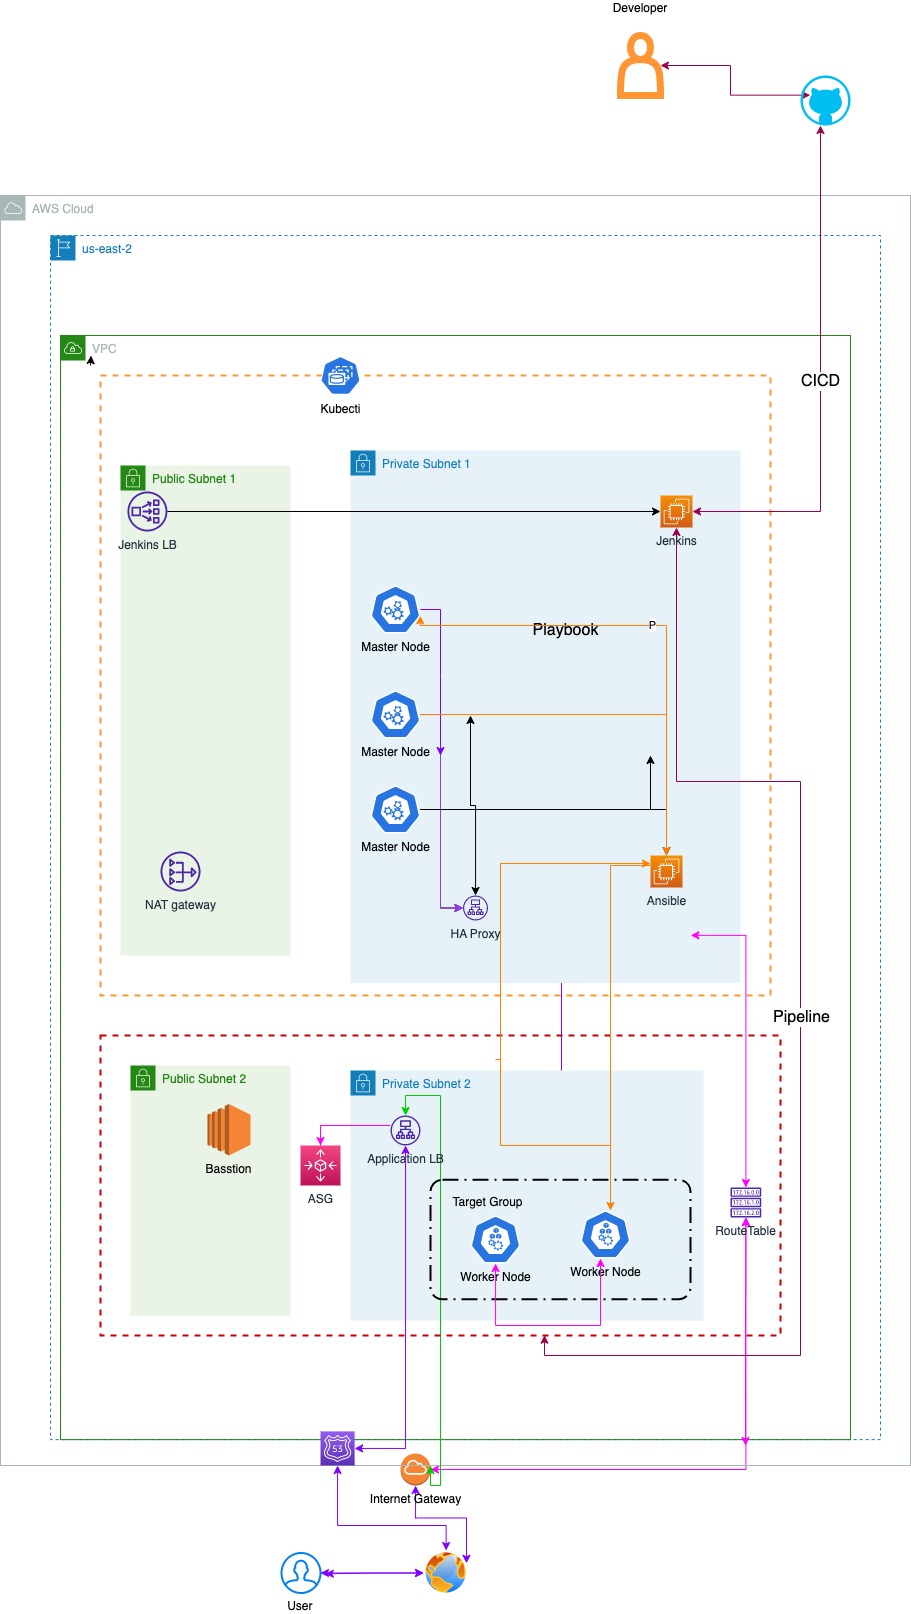 Developer
AWS Cloud
us-east-2
VPC
CICD
Kubecti
Private Subnet 1
Public Subnet 1
Jenkins LB
Jenkins
Playbook
P
Master Node
Master Node
Master Node
NAT gateway
Ansible
HA Proxy
Pipeline
Public Subnet 2
Private Subnet 2
Basstion
Application LB
ASG
Target Group
172.16.0.0
172.16.1.0
172.16.2.0
RouteTable
Worker Node
Worker Node
53
Internet Gateway
User